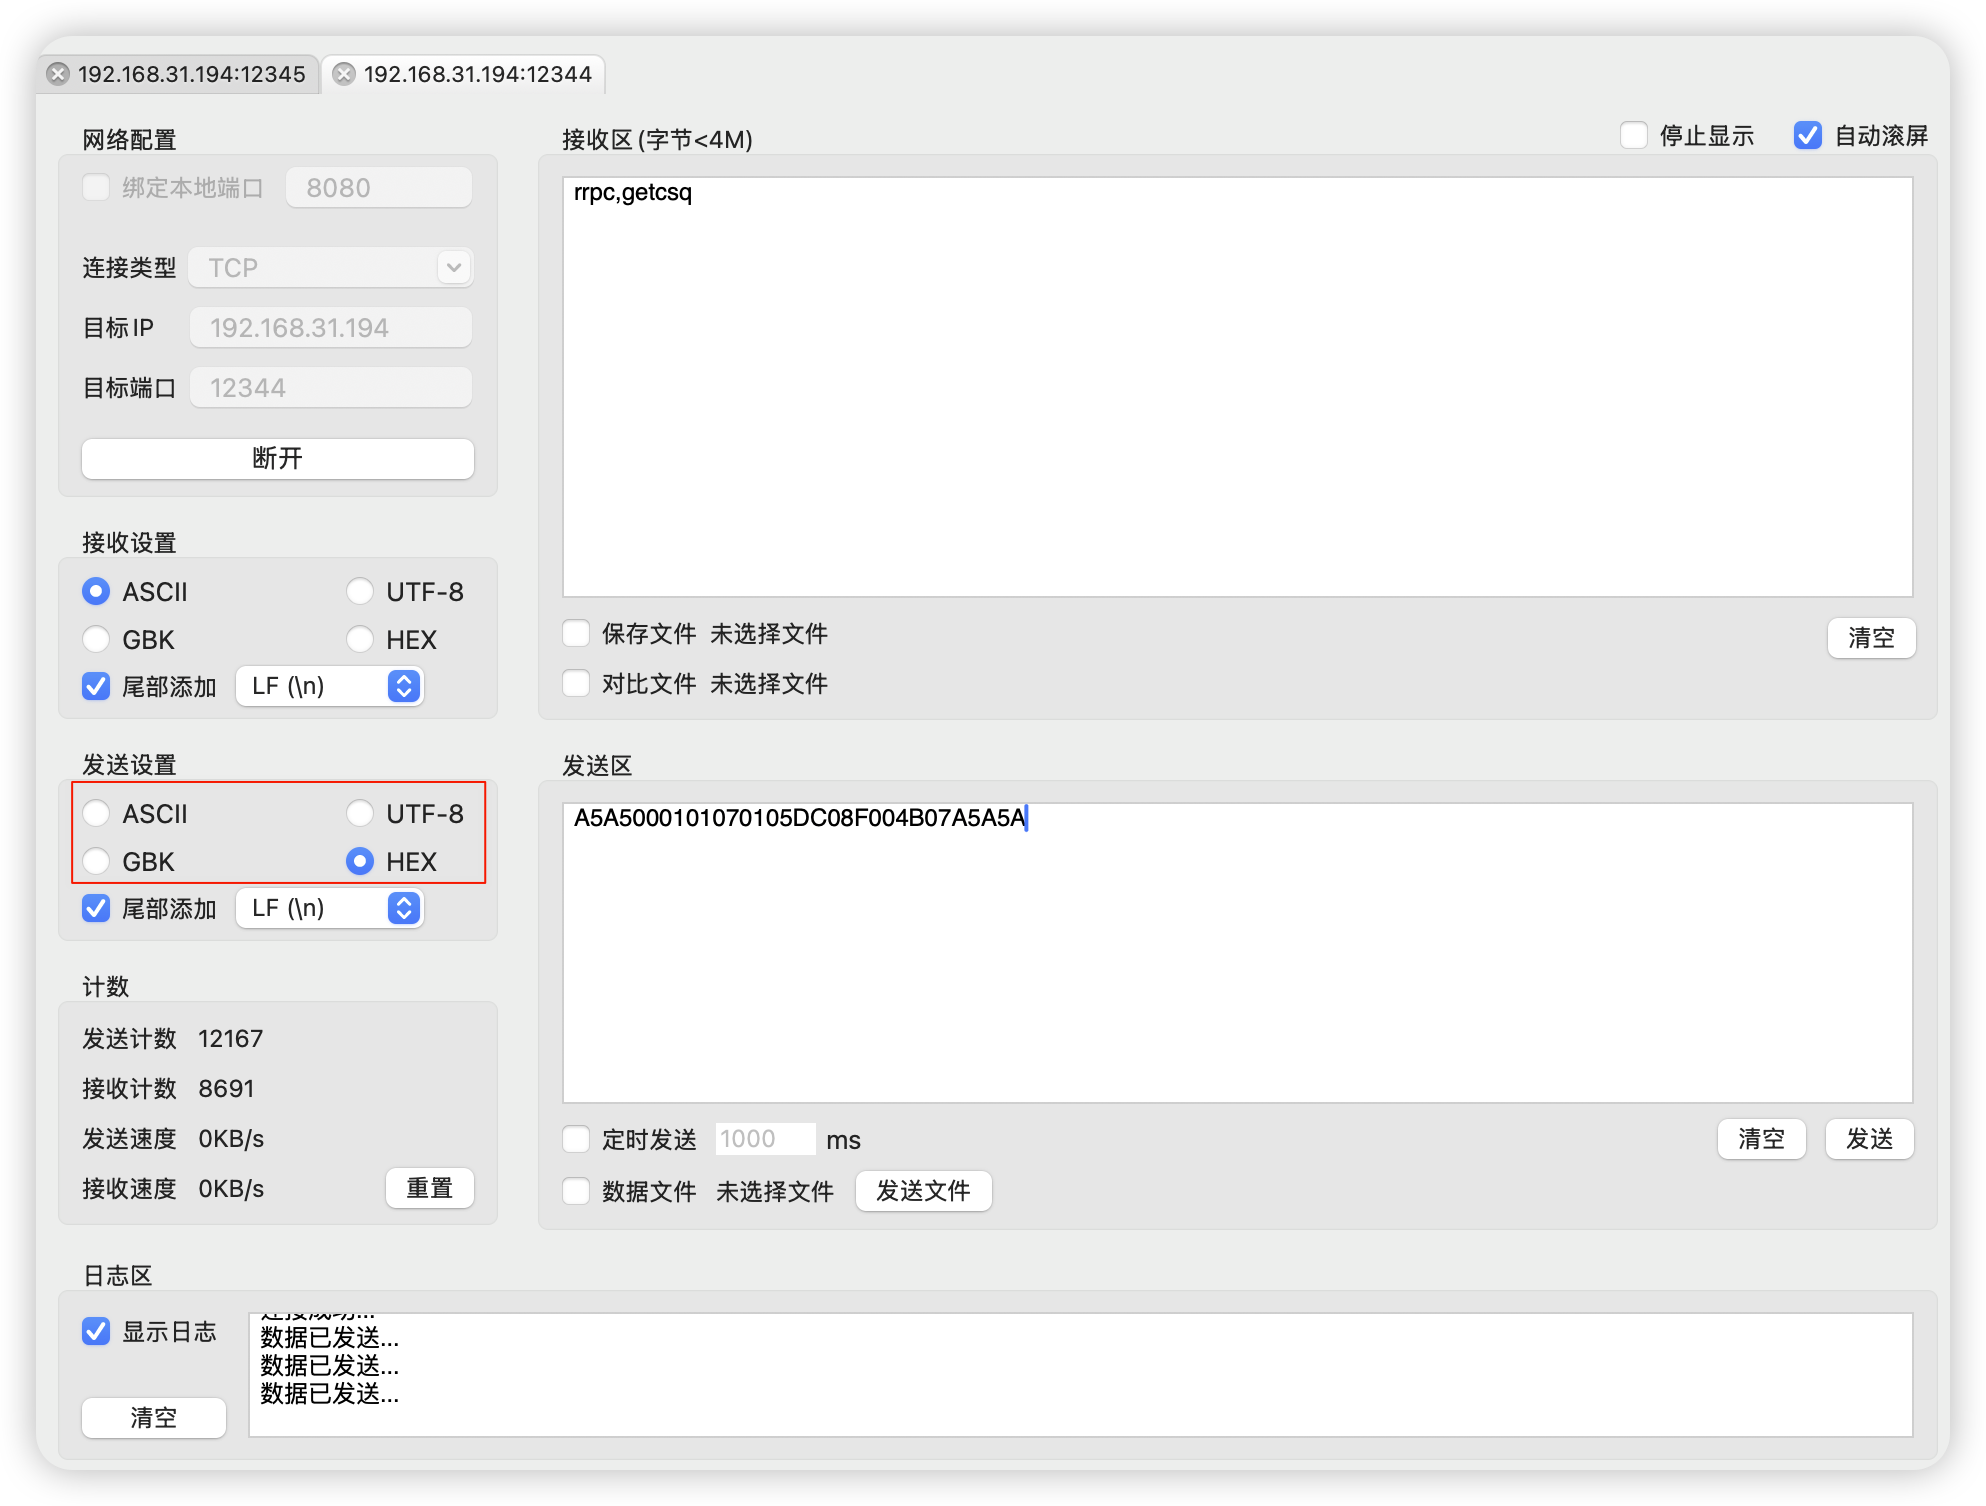 192.168.31.194:12345
192.168.31.194:12344
网络配置
绑定本地端口 8080
连接类型 TCP
目标IP 192.168.31.194
目标端口 12344
断开
接收设置
ASCII UTF-8
GBK HEX
尾部添加 LF (\n)
发送设置
ASCII UTF-8
GBK HEX
尾部添加 LF (\n)
计数
发送计数 12167
接收计数 8691
发送速度 0KB/s
接收速度 0KB/s
重置
接收区(字节<4M)
停止显示 自动滚屏
rrpc,getcsq
保存文件 未选择文件
清空
对比文件 未选择文件
发送区
A5A5000101070105DC08F004B07A5A5A
定时发送 1000 ms
清空 发送
数据文件 未选择文件 发送文件
日志区
显示日志
清空
连接成功...
数据已发送...
数据已发送...
数据已发送...